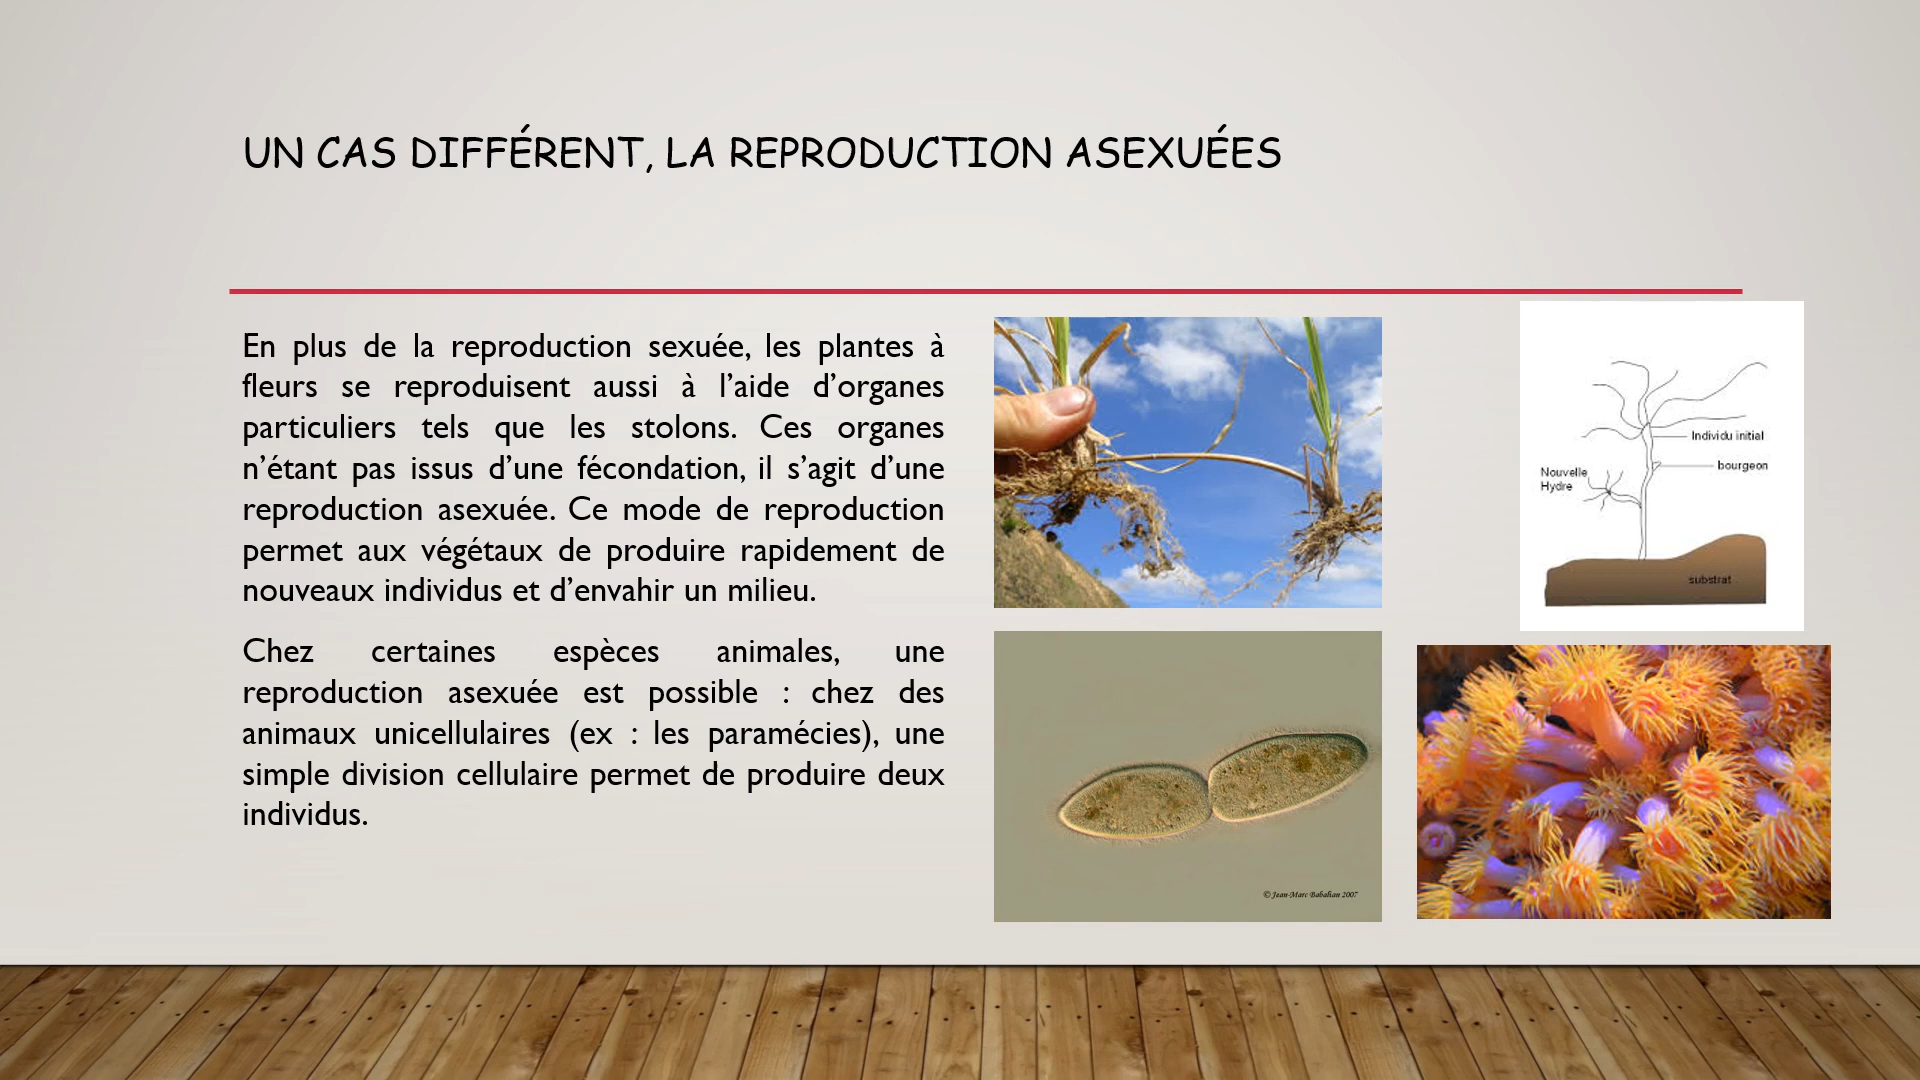 UN CAS DIFFÉRENT, LA REPRODUCTION ASEXUÉES
En plus de la reproduction sexuée, les plantes à
fleurs se reproduisent aussi à l’aide d’organes
particuliers tels que les stolons. Ces organes
n’étant pas issus d’une fécondation, il s’agit d’une
reproduction asexuée. Ce mode de reproduction
permet aux végétaux de produire rapidement de
nouveaux individus et d’envahir un milieu.
Chez certaines espèces animales, une
reproduction asexuée est possible : chez des
animaux unicellulaires (ex : les paramécies), une
simple division cellulaire permet de produire deux
individus.
Individu initial
bourgeon
Nouvelle
Hydre
substrat
© Jean-Marc Babalian 2007